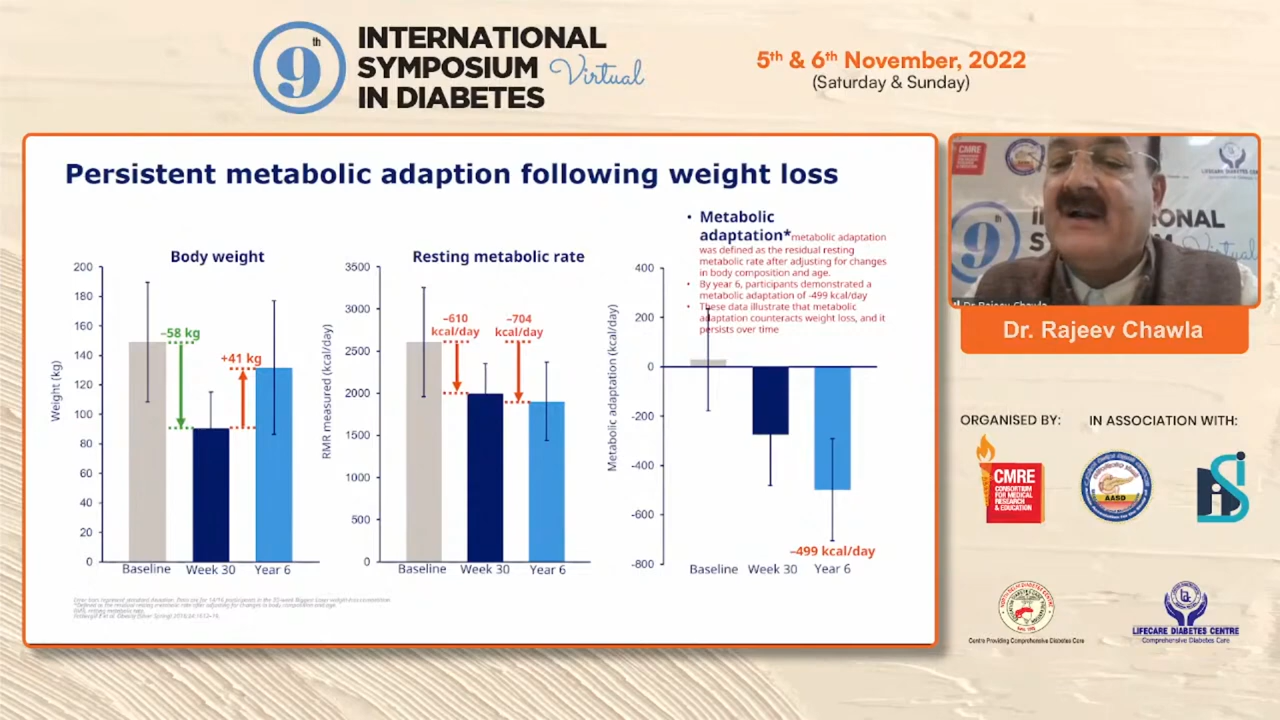 9th
INTERNATIONAL
SYMPOSIUM Virtual
IN DIABETES
5th & 6th November, 2022
(Saturday & Sunday)
Persistent metabolic adaption following weight loss
Body weight
Weight (kg)
200
180
160
140
120
100
80
60
40
20
0
–58 kg
+41 kg
Baseline Week 30 Year 6
Resting metabolic rate
RMR measured (kcal/day)
3500
3000
2500
2000
1500
1000
500
0
–610
kcal/day
–704
kcal/day
Baseline Week 30 Year 6
• Metabolic
adaptation* metabolic adaptation
was defined as the residual resting
metabolic rate after adjusting for changes
in body composition and age.
• By year 6, participants demonstrated a
metabolic adaptation of -499 kcal/day
• These data illustrate that metabolic
adaptation counteracts weight loss, and it
persists over time
Metabolic adaptation (kcal/day)
400
200
0
-200
-400
-600
-800
–499 kcal/day
Baseline Week 30 Year 6
CMRE
Dr. Rajeev Chawla
Dr. Rajeev Chawla
ORGANISED BY:
IN ASSOCIATION WITH:
CMRE
CONSORTIUM
FOR MEDICAL
RESEARCH
& EDUCATION
AASD
Centre Providing Comprehensive Diabetes Care
LIFECARE DIABETES CENTRE
Comprehensive Diabetes Care